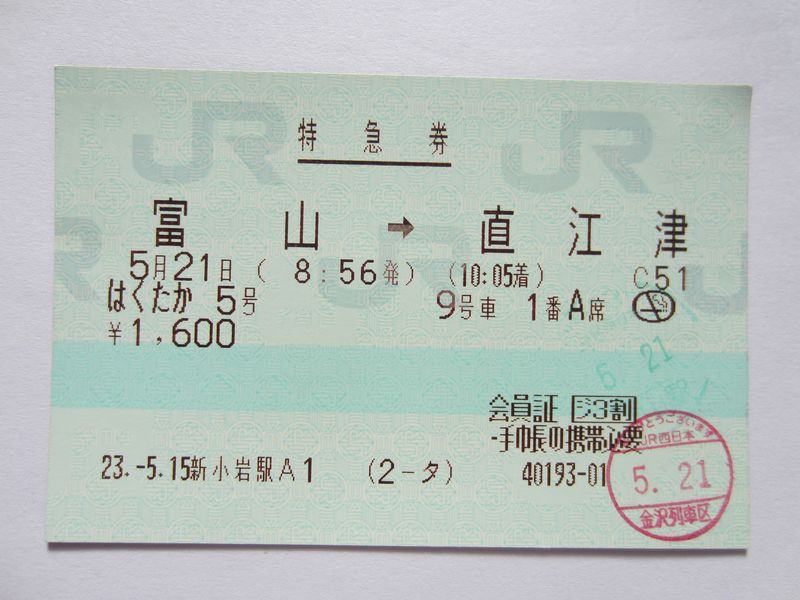 特急券
富山 → 直江津
5月21日 ( 8:56発) (10:05着) C51
はくたか 5号 9号車 1番A席
¥1,600
5. 21
会員証 ジ3割
・手帳の携帯必要
23.-5.15新小岩駅A1 (2-タ) 40193-01
とうございます
JR西日本
5. 21
金沢列車区
JR
JR
JR